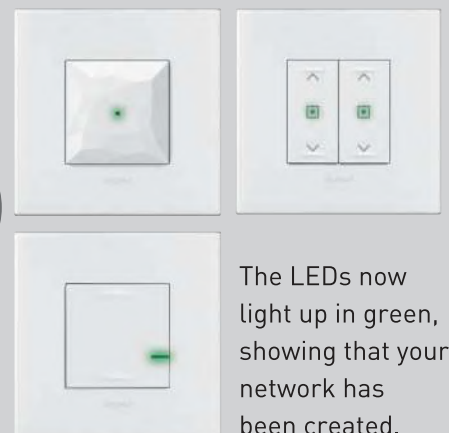 The LEDs now
light up in green,
showing that your
network has
been created.